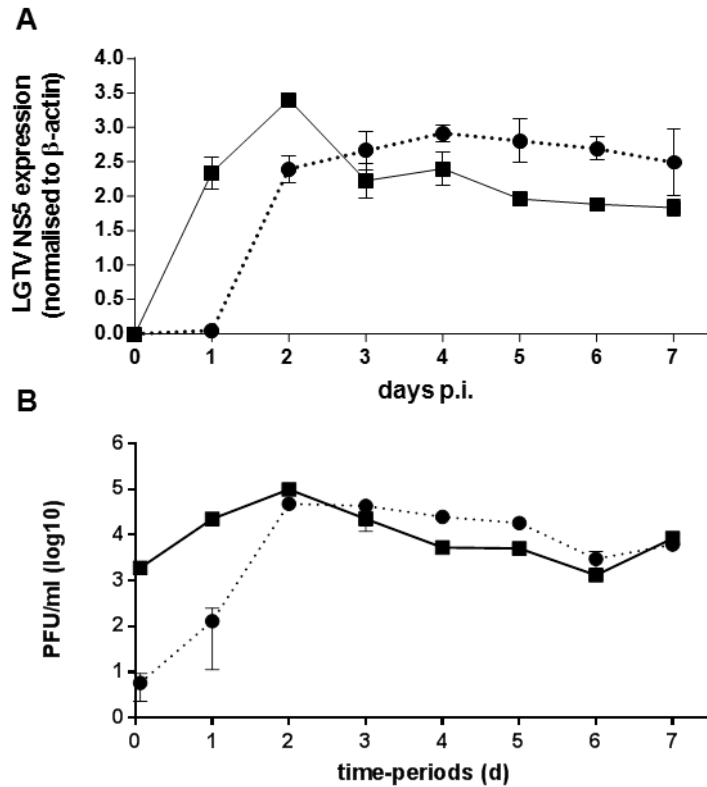 A
LGTV NS5 expression
(normalised to β-actin)
4.0
3.5
3.0
2.5
2.0
1.5
1.0
0.5
0.0
0 1 2 3 4 5 6 7
days p.i.
B
PFU/ml (log10)
6
5
4
3
2
1
0
0 1 2 3 4 5 6 7
time-periods (d)